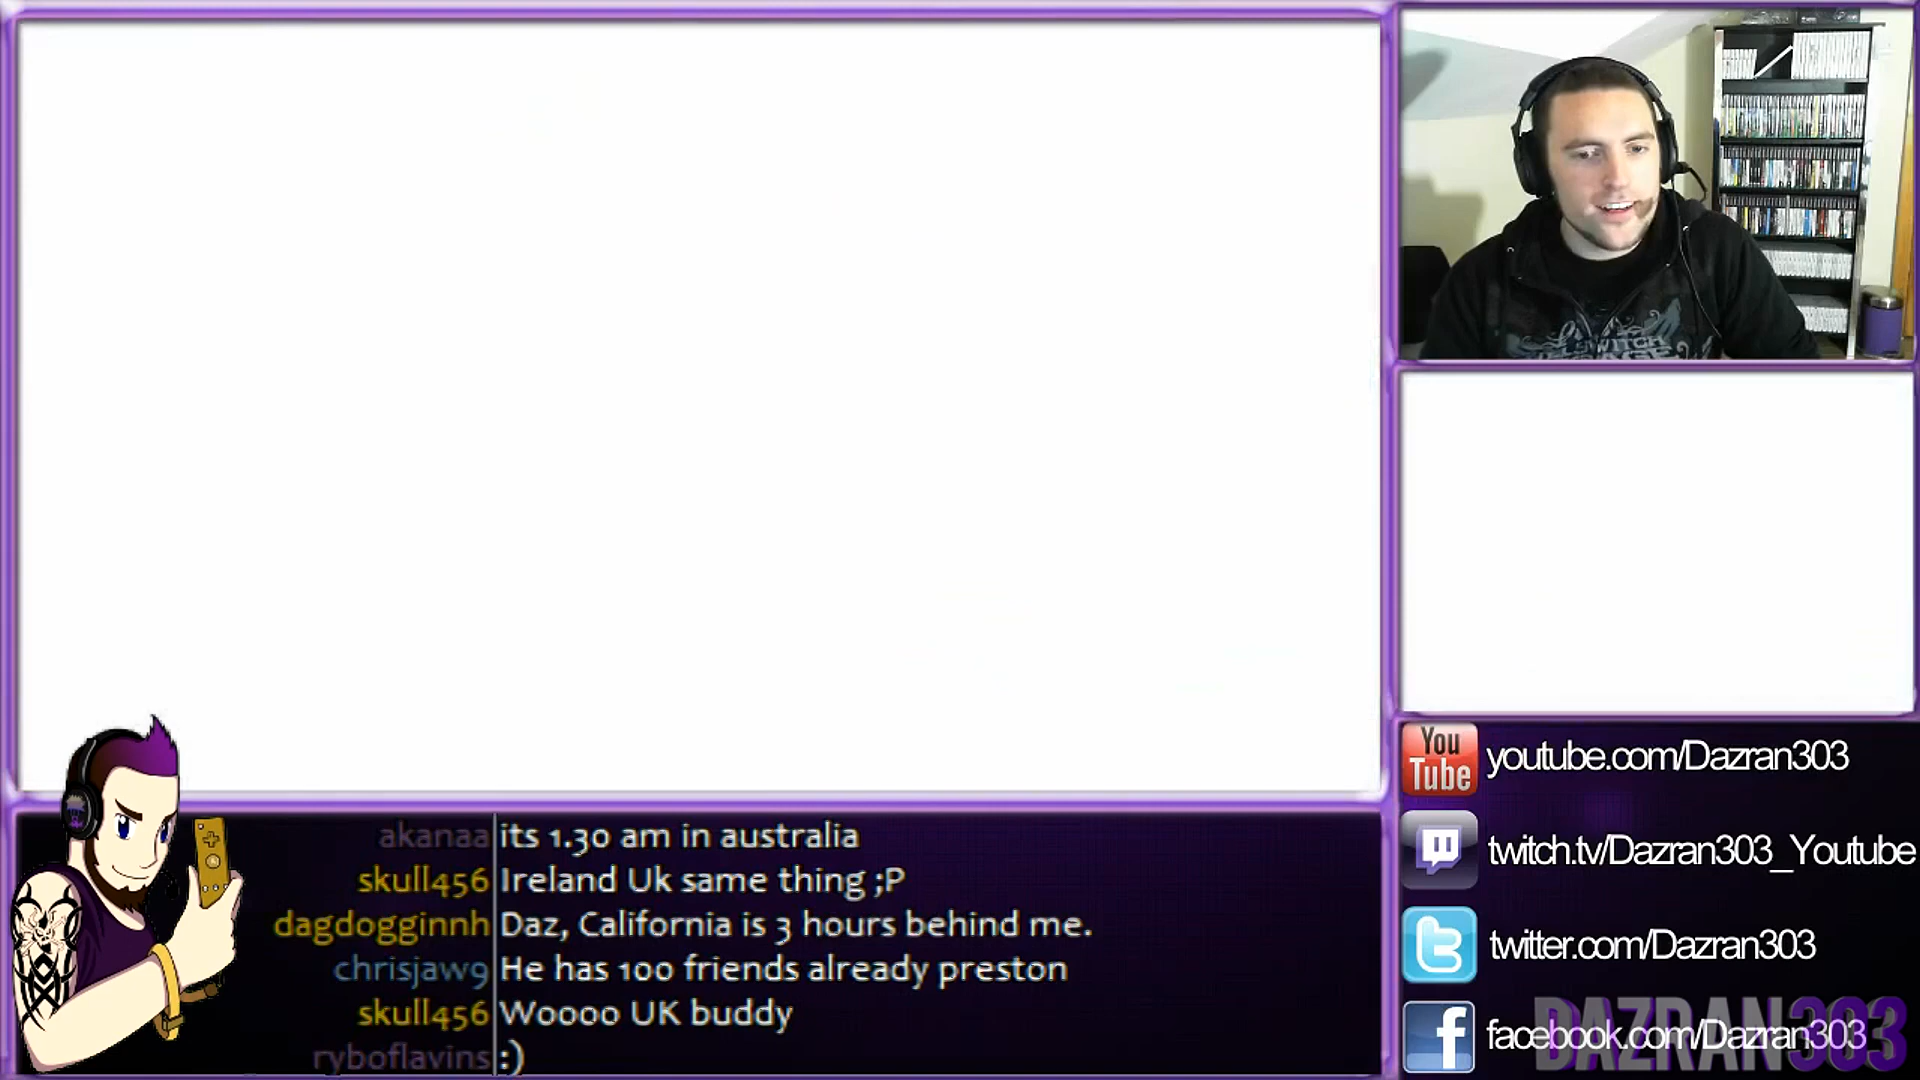 akanaa its 1.30 am in australia
skull456 Ireland Uk same thing ;P
dagdogginnh Daz, California is 3 hours behind me.
chrisjaw9 He has 100 friends already preston
skull456 Woooo UK buddy
ryboflavins :)
You
Tube
youtube.com/Dazran303
twitch.tv/Dazran303_Youtube
twitter.com/Dazran303
facebook.com/Dazran303
DAZRAN303